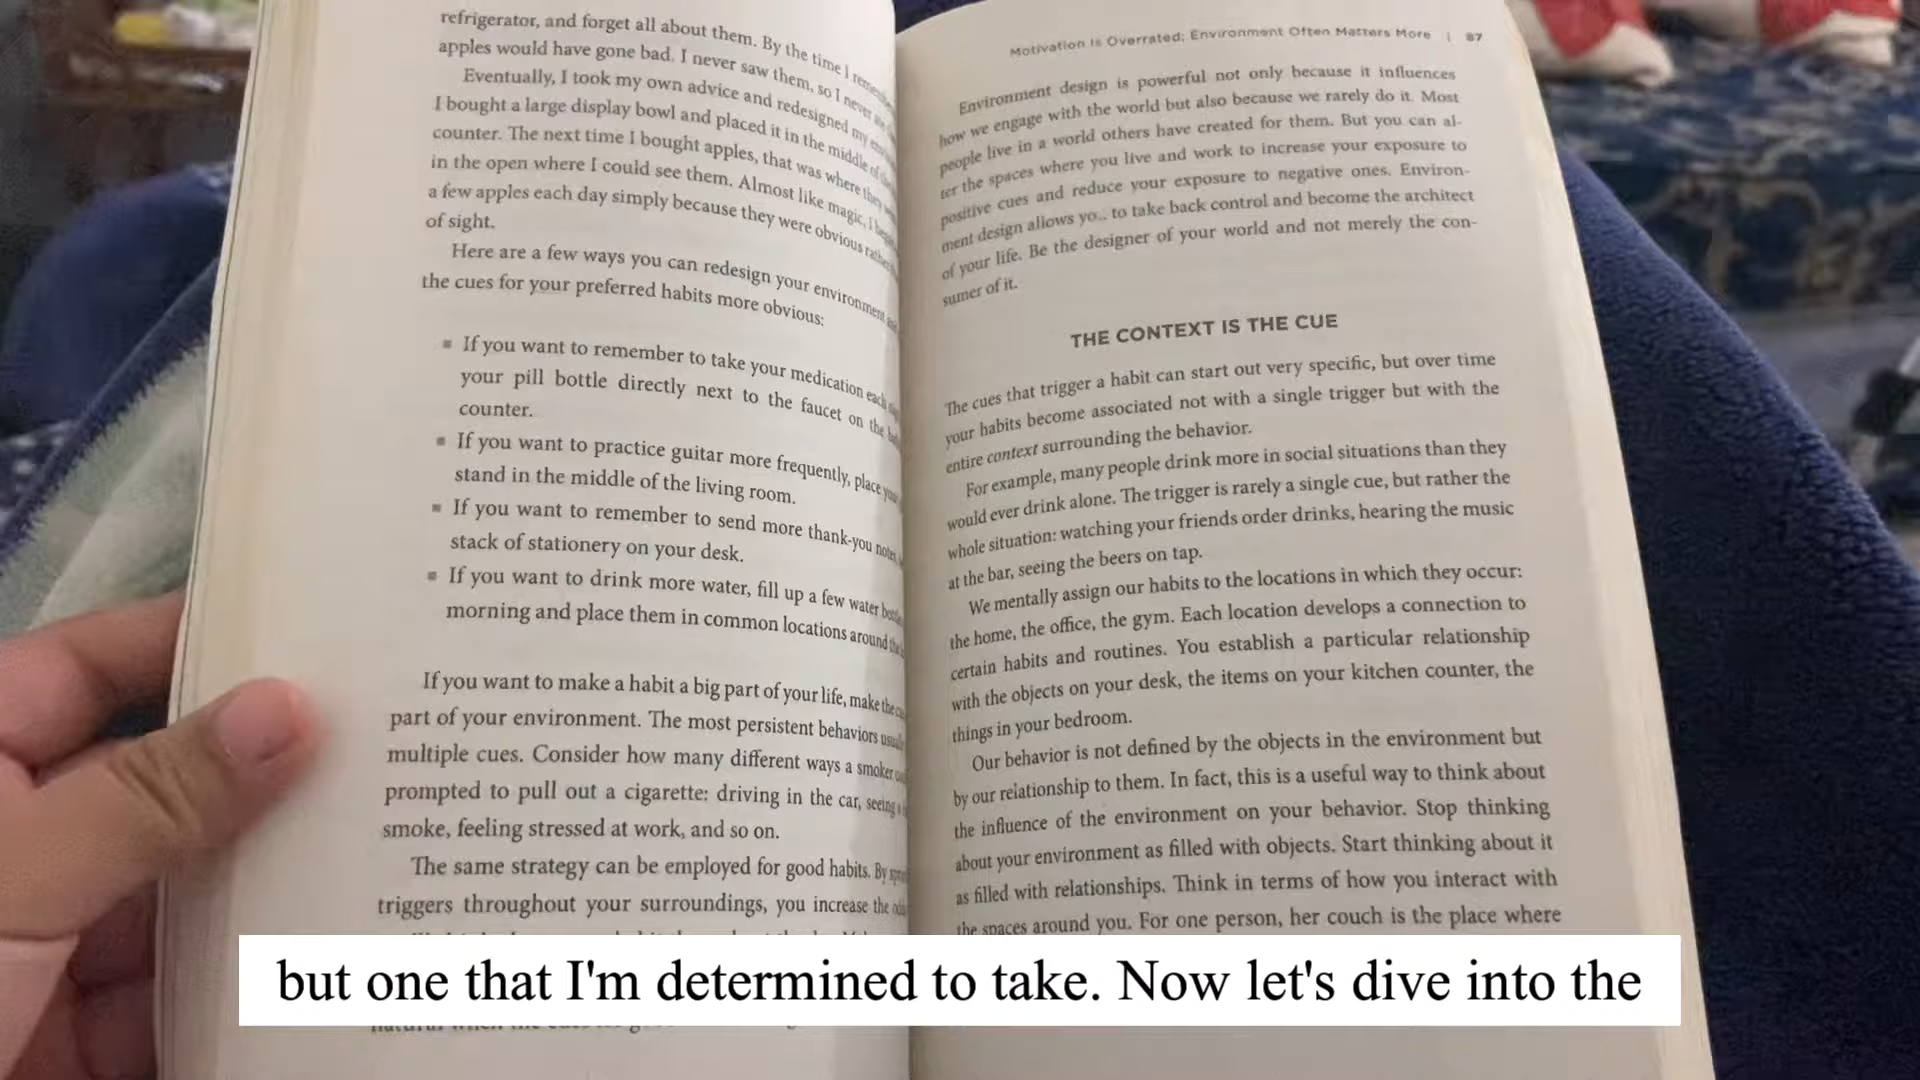 refrigerator, and forget all about them. By the time I
apples would have gone bad. I never saw them, so I never
Eventually, I took my own advice and redesigned my
I bought a large display bowl and placed it in the middle of
counter. The next time I bought apples, that was where they
in the open where I could see them. Almost like magic, I
a few apples each day simply because they were obvious
of sight.
Here are a few ways you can redesign your environment
the cues for your preferred habits more obvious:
▪ If you want to remember to take your medication each
your pill bottle directly next to the faucet on the
counter.
▪ If you want to practice guitar more frequently, place
stand in the middle of the living room.
▪ If you want to remember to send more thank-you
stack of stationery on your desk.
▪ If you want to drink more water, fill up a few water
morning and place them in common locations around
If you want to make a habit a big part of your life, make the
part of your environment. The most persistent behaviors
multiple cues. Consider how many different ways a smoker
prompted to pull out a cigarette: driving in the car, seeing
smoke, feeling stressed at work, and so on.
The same strategy can be employed for good habits. By
triggers throughout your surroundings, you increase the
Motivation Is Overrated; Environment Often Matters More | 87
Environment design is powerful not only because it influences
how we engage with the world but also because we rarely do it. Most
people live in a world others have created for them. But you can al-
ter the spaces where you live and work to increase your exposure to
positive cues and reduce your exposure to negative ones. Environ-
ment design allows to take back control and become the architect
of your life. Be the designer of your world and not merely the con-
sumer of it.
THE CONTEXT IS THE CUE
The cues that trigger a habit can start out very specific, but over time
your habits become associated not with a single trigger but with the
entire context surrounding the behavior.
For example, many people drink more in social situations than they
would ever drink alone. The trigger is rarely a single cue, but rather the
whole situation: watching your friends order drinks, hearing the music
at the bar, seeing the beers on tap.
We mentally assign our habits to the locations in which they occur:
the home, the office, the gym. Each location develops a connection to
certain habits and routines. You establish a particular relationship
with the objects on your desk, the items on your kitchen counter, the
things in your bedroom.
Our behavior is not defined by the objects in the environment but
by our relationship to them. In fact, this is a useful way to think about
the influence of the environment on your behavior. Stop thinking
about your environment as filled with objects. Start thinking about it
as filled with relationships. Think in terms of how you interact with
the spaces around you. For one person, her couch is the place where
but one that I'm determined to take. Now let's dive into the